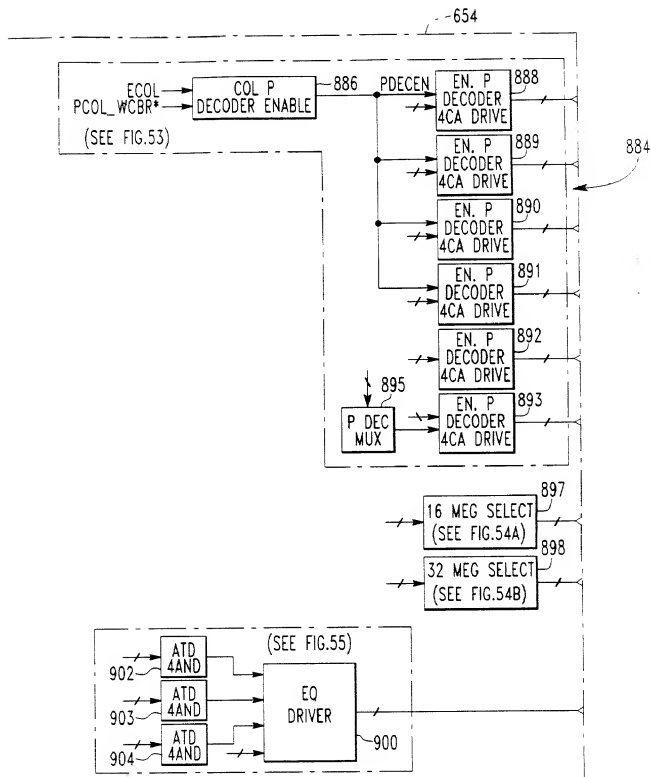 654
ECOL
PCOL_WCBR*
(SEE FIG.53)
COL P
DECODER ENABLE
886
PDECEN
EN. P
DECODER
4CA DRIVE
888
EN. P
DECODER
4CA DRIVE
889
884
EN. P
DECODER
4CA DRIVE
890
EN. P
DECODER
4CA DRIVE
891
EN. P
DECODER
4CA DRIVE
892
895
P DEC
MUX
EN. P
DECODER
4CA DRIVE
893
16 MEG SELECT
(SEE FIG.54A)
897
32 MEG SELECT
(SEE FIG.54B)
898
(SEE FIG.55)
ATD
4AND
902
ATD
4AND
903
ATD
4AND
904
EQ
DRIVER
900